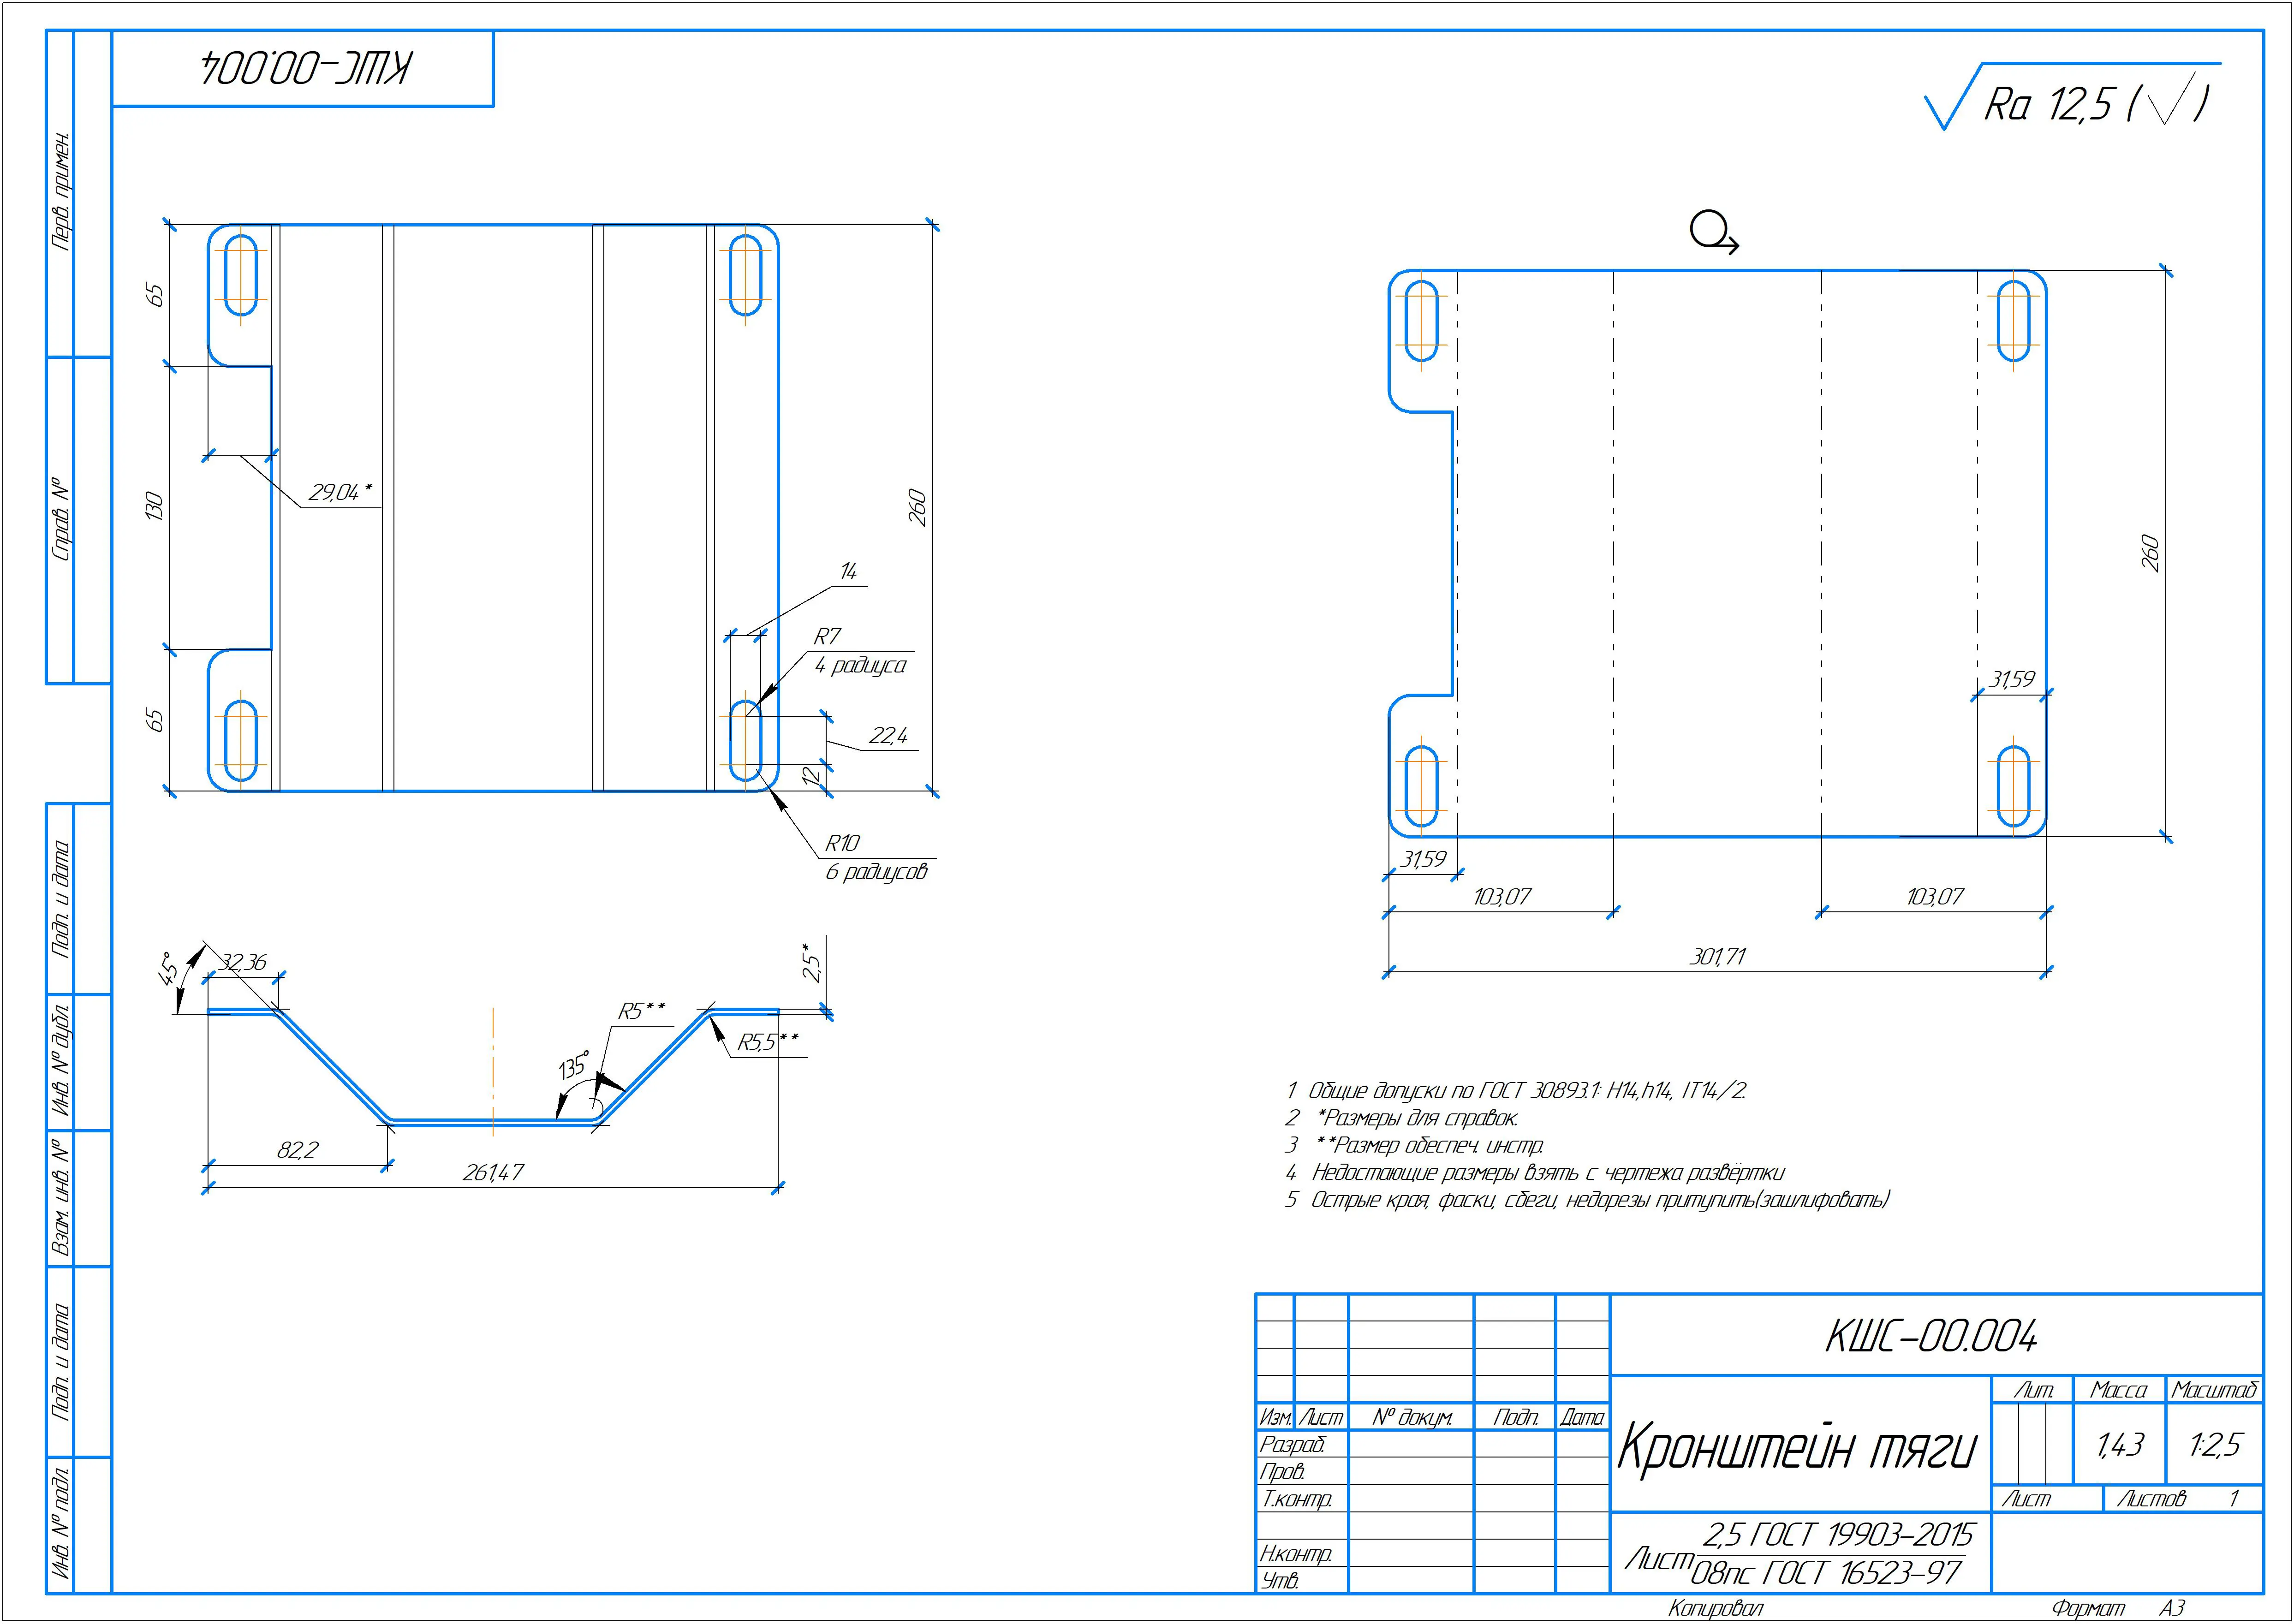 КШС-00.004
Ra 12,5 (√)
Перв. примен.
Справ. №
Подп. и дата
Инв. № дубл.
Взам. инв. №
Подп. и дата
Инв. № подл.
65
130
65
29,04*
260
14
R7
4 радиуса
22,4
12
R10
6 радиусов
45°
32,36
2,5*
R5**
R5,5**
135°
82,2
261,47
260
31,59
31,59
103,07
103,07
301,71
1 Общие допуски по ГОСТ 30893.1: H14,h14, IT14/2.
2 *Размеры для справок.
3 **Размер обеспеч. инстр.
4 Недостающие размеры взять с чертежа развёртки
5 Острые края, фаски, сбеги, недорезы притупить(зашлифовать)
КШС-00.004
Лит. Масса Масштаб
Изм. Лист № докум. Подп. Дата
Разраб.
Пров.
Т.контр.
Н.контр.
Утв.
Кронштейн тяги
1,43 1:2,5
Лист Листов 1
Лист 2,5 ГОСТ 19903-2015
08пс ГОСТ 16523-97
Копировал Формат А3